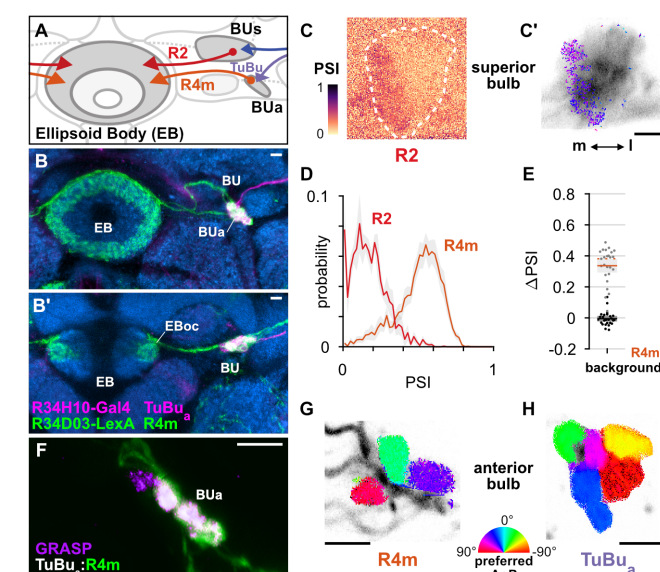 A
BUs
R2
TuBu
R4m
BUa
Ellipsoid Body (EB)
B
BU
EB
BUa
B'
EBoc
EB
BU
R34H10-Gal4 TuBua
R34D03-LexA R4m
F
BUa
GRASP
TuBua:R4m
C
PSI
1
0
R2
superior
bulb
C'
m l
D
0.1
R2
R4m
probability
0
0
1
PSI
E
0.8
0.6
0.4
ΔPSI
0.2
0
-0.2
R4m
background
G
R4m
anterior
bulb
0°
90° -90°
preferred
H
TuBua